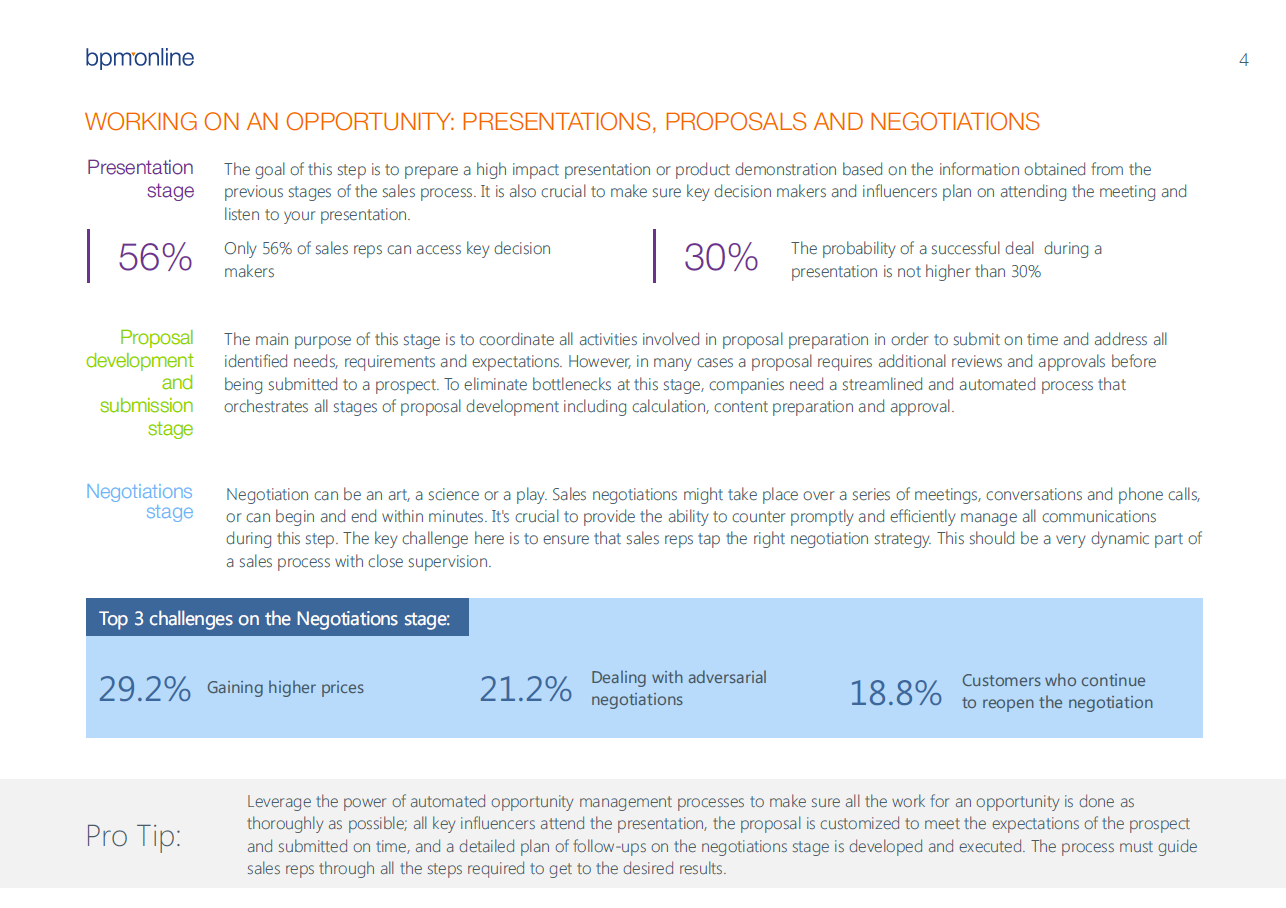 bpm'online
4
WORKING ON AN OPPORTUNITY: PRESENTATIONS, PROPOSALS AND NEGOTIATIONS
Presentation
stage
The goal of this step is to prepare a high impact presentation or product demonstration based on the information obtained from the
previous stages of the sales process. It is also crucial to make sure key decision makers and influencers plan on attending the meeting and
listen to your presentation.
56%
Only 56% of sales reps can access key decision
makers
30%
The probability of a successful deal during a
presentation is not higher than 30%
Proposal
development
and
submission
stage
The main purpose of this stage is to coordinate all activities involved in proposal preparation in order to submit on time and address all
identified needs, requirements and expectations. However, in many cases a proposal requires additional reviews and approvals before
being submitted to a prospect. To eliminate bottlenecks at this stage, companies need a streamlined and automated process that
orchestrates all stages of proposal development including calculation, content preparation and approval.
Negotiations
stage
Negotiation can be an art, a science or a play. Sales negotiations might take place over a series of meetings, conversations and phone calls,
or can begin and end within minutes. It's crucial to provide the ability to counter promptly and efficiently manage all communications
during this step. The key challenge here is to ensure that sales reps tap the right negotiation strategy. This should be a very dynamic part of
a sales process with close supervision.
Top 3 challenges on the Negotiations stage:
29.2%
Gaining higher prices
21.2%
Dealing with adversarial
negotiations
18.8%
Customers who continue
to reopen the negotiation
Pro Tip:
Leverage the power of automated opportunity management processes to make sure all the work for an opportunity is done as
thoroughly as possible; all key influencers attend the presentation, the proposal is customized to meet the expectations of the prospect
and submitted on time, and a detailed plan of follow-ups on the negotiations stage is developed and executed. The process must guide
sales reps through all the steps required to get to the desired results.